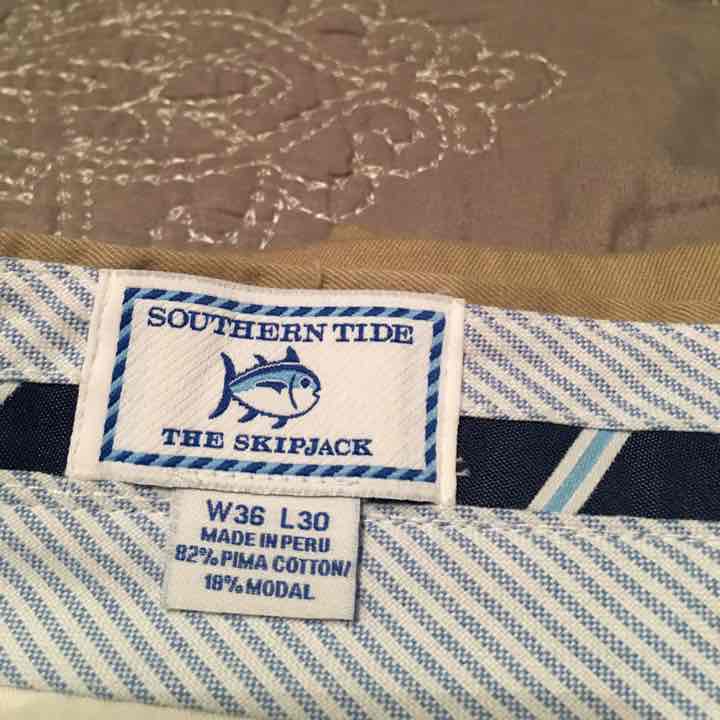 SOUTHERN TIDE
THE SKIPJACK
W36 L30
MADE IN PERU
82% PIMA COTTON/
18% MODAL